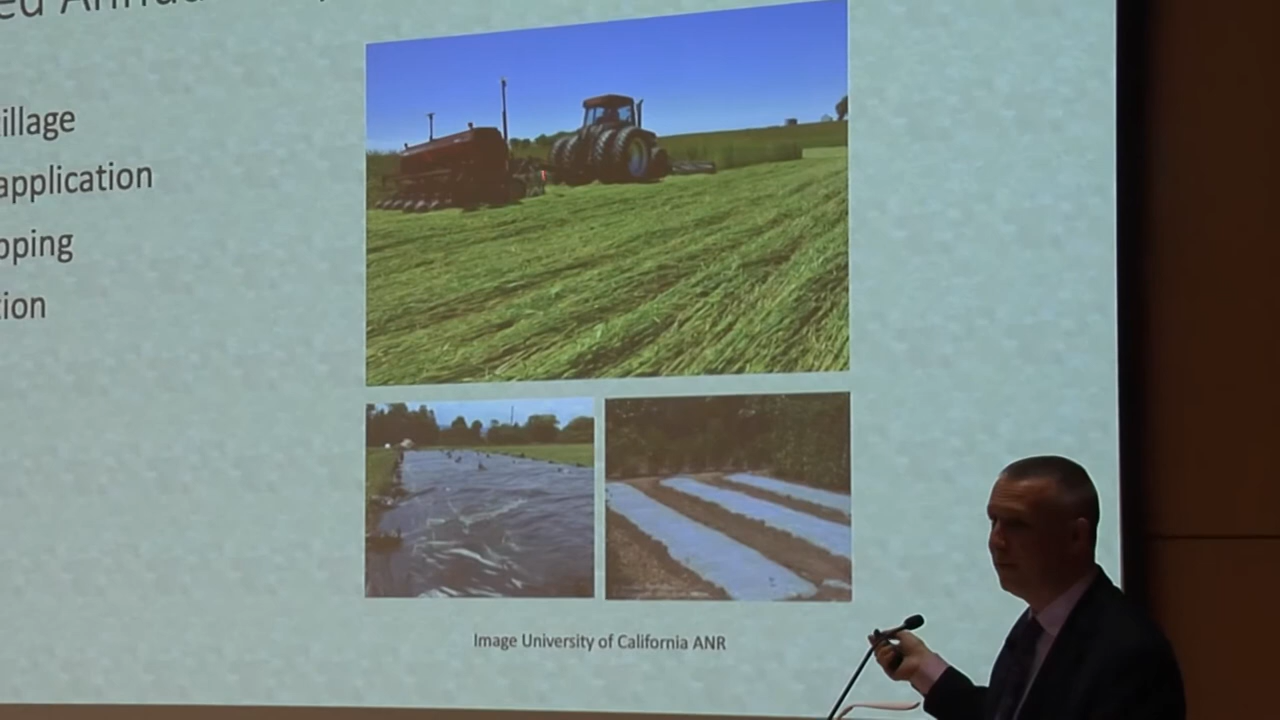 illage
application
pping
tion
Image University of California ANR